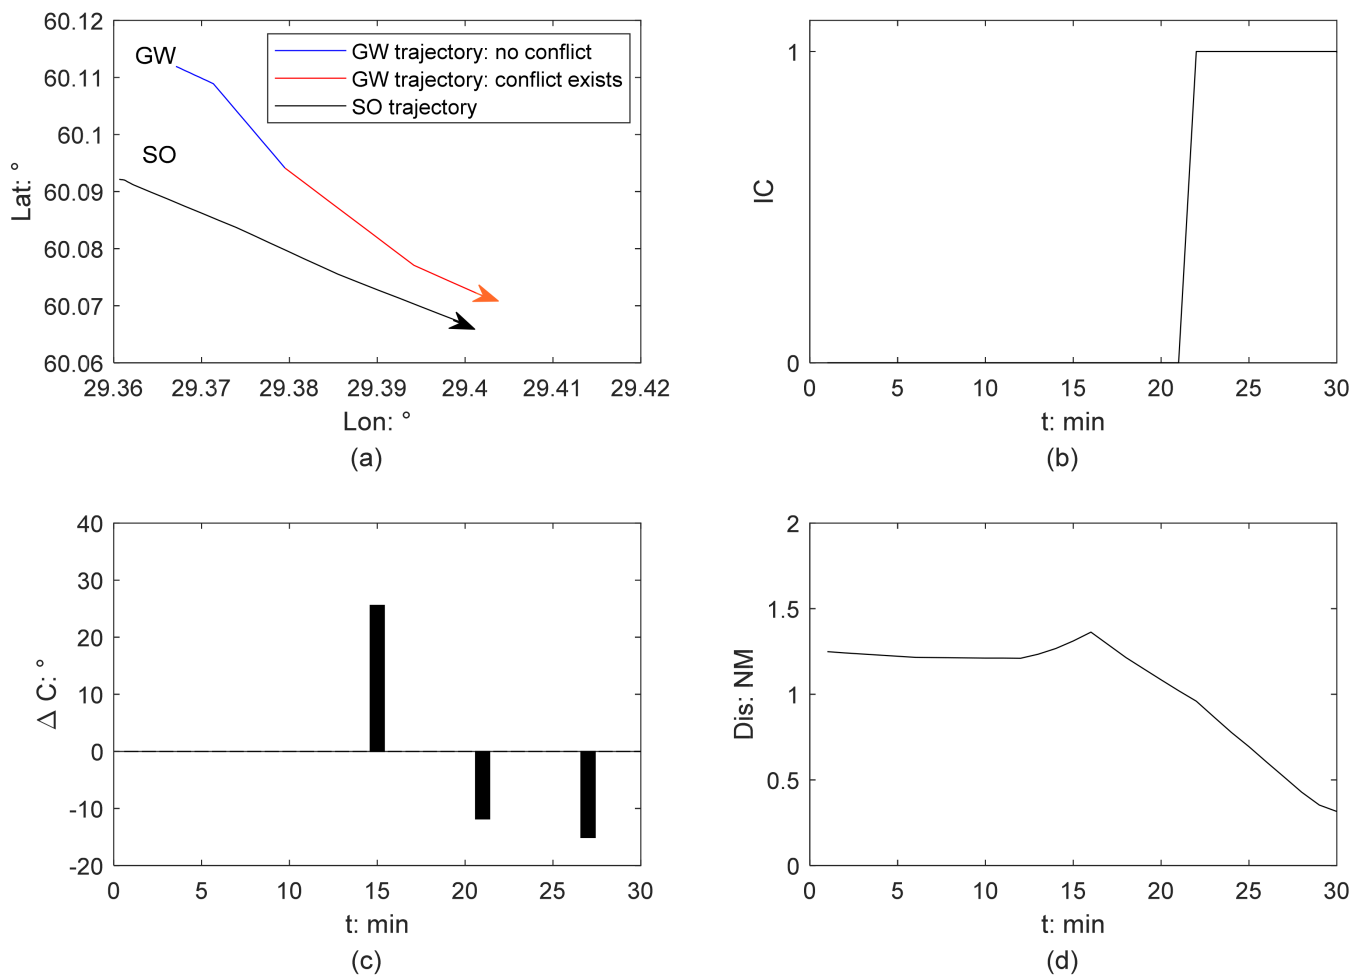 60.12
60.11
60.1
60.09
60.08
60.07
60.06
Lat: °
GW
SO
GW trajectory: no conflict
GW trajectory: conflict exists
SO trajectory
29.36 29.37 29.38 29.39 29.4 29.41 29.42
Lon: °
(a)
1
0
IC
0 5 10 15 20 25 30
t: min
(b)
40
30
20
10
0
-10
-20
Δ C: °
0 5 10 15 20 25 30
t: min
(c)
2
1.5
1
0.5
0
Dis: NM
0 5 10 15 20 25 30
t: min
(d)